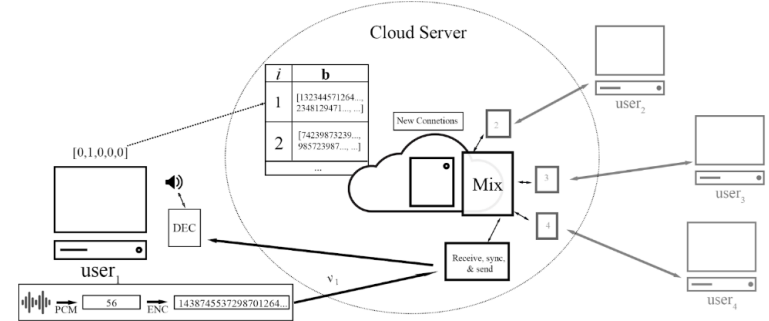 Cloud Server
i b
1 [132344571264...,
2348129471..., ...]
2 [74239873239...,
985723987..., ...]
...
New Connetions
[0,1,0,0,0]
DEC
user1
PCM
56
ENC
1438745537298701264...
v1
Mix
2
3
4
Receive, sync,
& send
user2
user3
user4